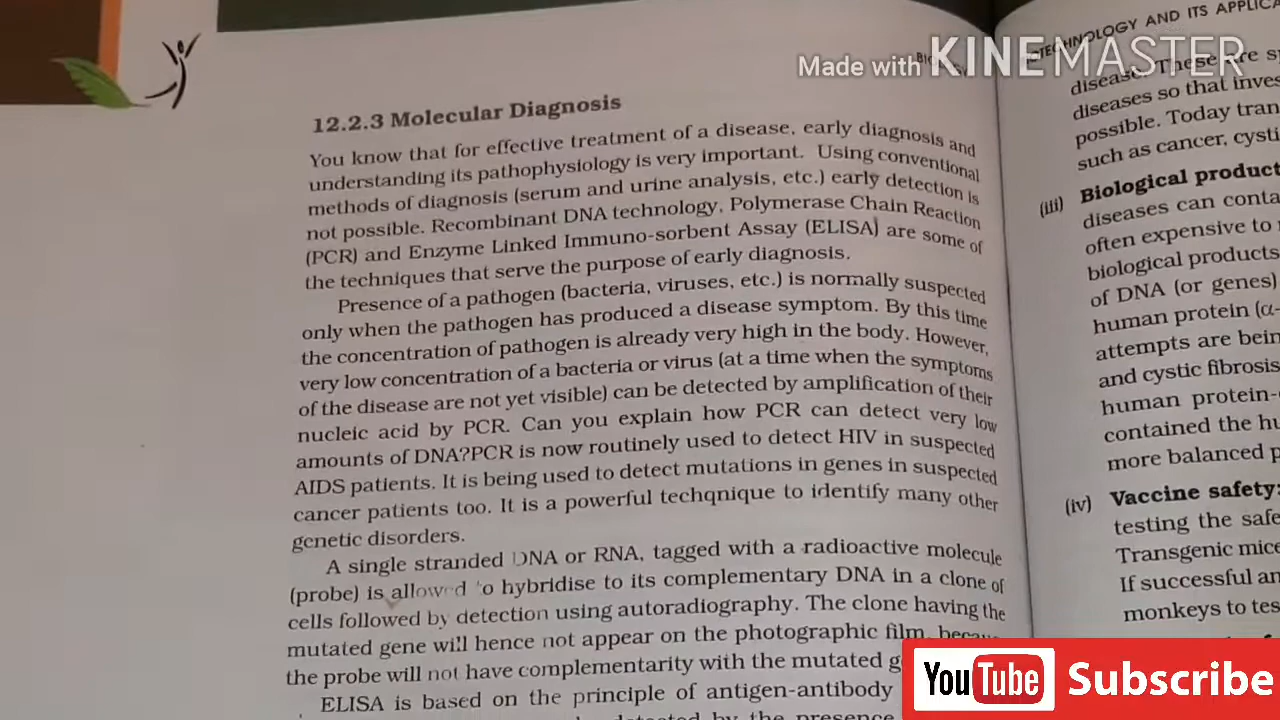 Made with KINEMASTER
12.2.3 Molecular Diagnosis
You know that for effective treatment of a disease, early diagnosis and
understanding its pathophysiology is very important. Using conventional
methods of diagnosis (serum and urine analysis, etc.) early detection is
not possible. Recombinant DNA technology, Polymerase Chain Reaction
(PCR) and Enzyme Linked Immuno-sorbent Assay (ELISA) are some of
the techniques that serve the purpose of early diagnosis.
Presence of a pathogen (bacteria, viruses, etc.) is normally suspected
only when the pathogen has produced a disease symptom. By this time
the concentration of pathogen is already very high in the body. However,
very low concentration of a bacteria or virus (at a time when the symptoms
of the disease are not yet visible) can be detected by amplification of their
nucleic acid by PCR. Can you explain how PCR can detect very low
amounts of DNA?PCR is now routinely used to detect HIV in suspected
AIDS patients. It is being used to detect mutations in genes in suspected
cancer patients too. It is a powerful techqnique to identify many other
genetic disorders.
A single stranded DNA or RNA, tagged with a radioactive molecule
(probe) is allowed to hybridise to its complementary DNA in a clone of
cells followed by detection using autoradiography. The clone having the
mutated gene will hence not appear on the photographic film,
the probe will not have complementarity with the mutated
ELISA is based on the principle of antigen-antibody
by the presence
AND ITS
disease. These are
diseases so that
possible. Today
such as cancer,
(iii) Biological
diseases can
often expensive to
biological products
of DNA (or genes)
human protein (α-
attempts are
and cystic fibrosis
human protein-
contained the
more balanced
(iv) Vaccine safety:
testing the
Transgenic mice
If successful
monkeys to
YouTube Subscribe